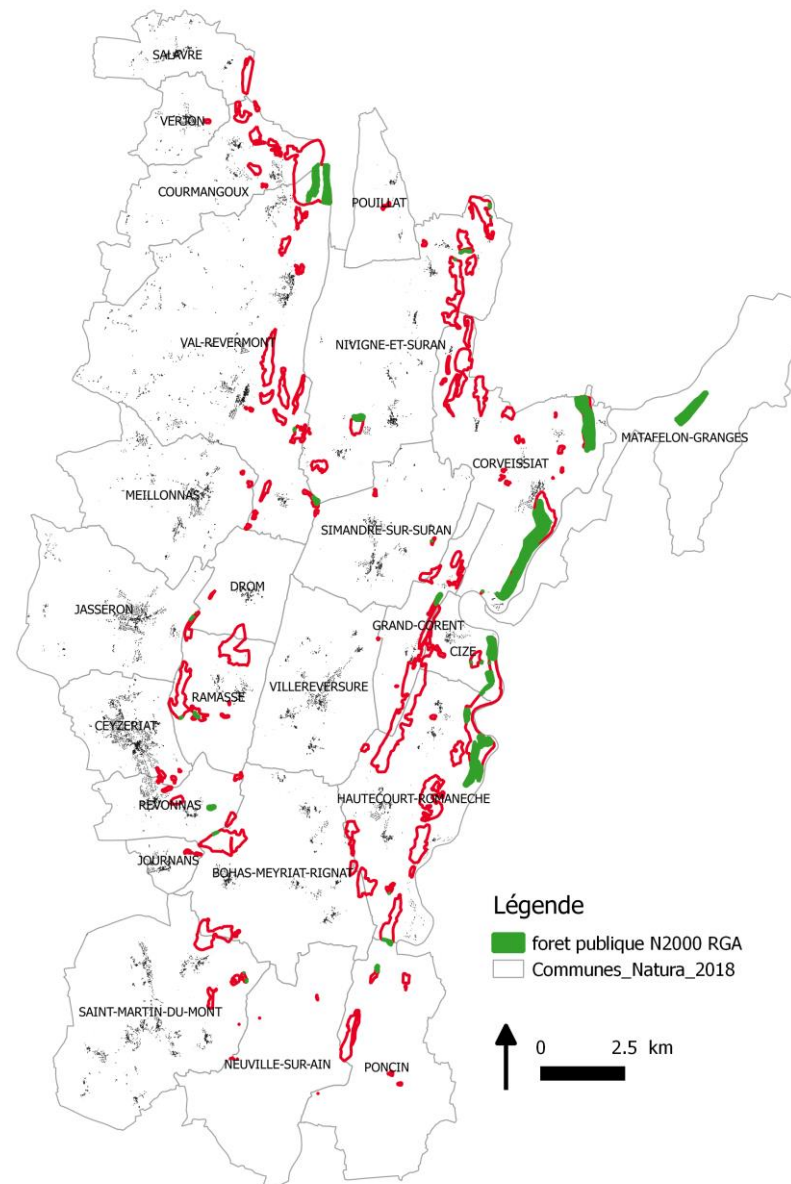 SALAVRE
VERJON
COURMANGOUX
POUILLAT
VAL-REVERMONT
NIVIGNE-ET-SURAN
MATAFELON-GRANGES
CORVEISSIAT
MEILLONNAS
SIMANDRE-SUR-SURAN
DROM
JASSERON
GRAND-CORENT
CIZE
RAMASSE
VILLEREVERSURE
CEYZERIAT
HAUTECOURT-ROMANECHE
REVONNAS
JOURNANS
BOHAS-MEYRIAT-RIGNAT
Légende
foret publique N2000 RGA
Communes_Natura_2018
SAINT-MARTIN-DU-MONT
0 2.5 km
NEUVILLE-SUR-AIN
PONCIN